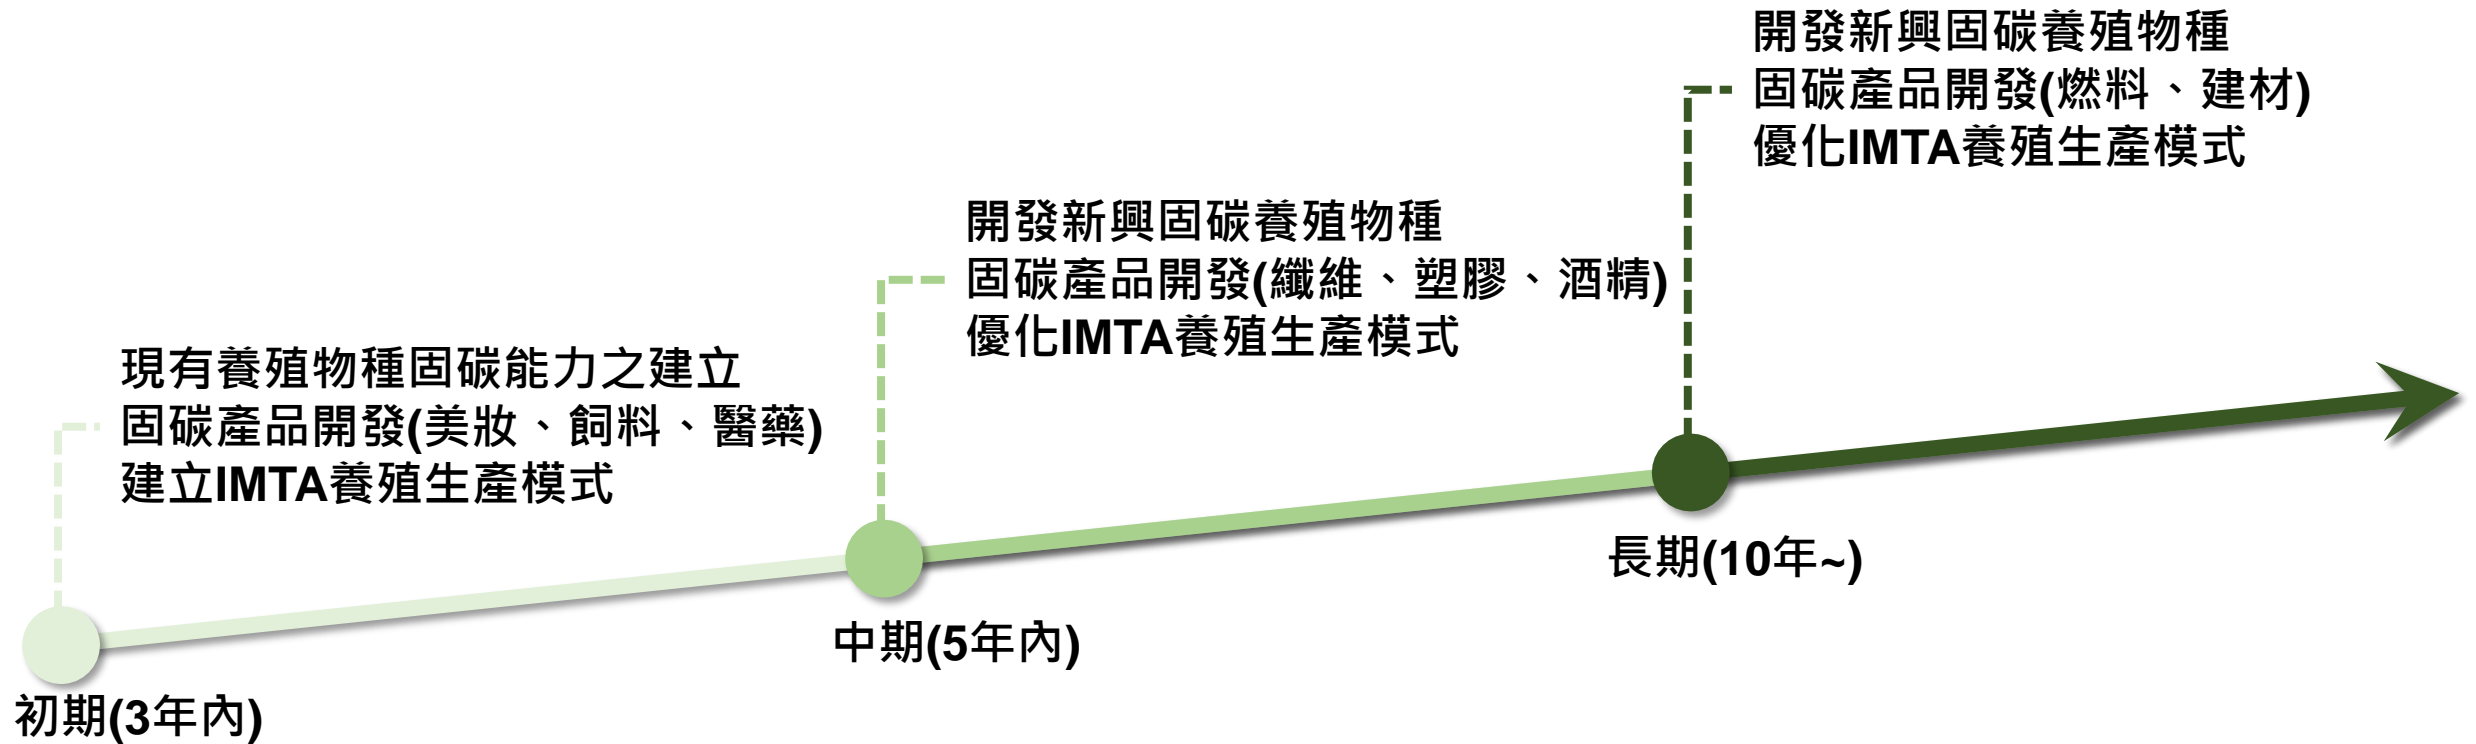 現有養殖物種固碳能力之建立
固碳產品開發(美妝、飼料、醫藥)
建立IMTA養殖生產模式
初期(3年內)
開發新興固碳養殖物種
固碳產品開發(纖維、塑膠、酒精)
優化IMTA養殖生產模式
中期(5年內)
開發新興固碳養殖物種
固碳產品開發(燃料、建材)
優化IMTA養殖生產模式
長期(10年~)